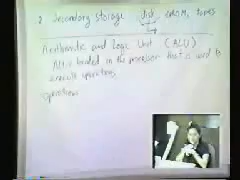 2 Secondary Storage disk, CDROM, tapes
Arithmetic and Logic Unit (ALU)
ALU is located in the processor that is used to
execute operations
Operations